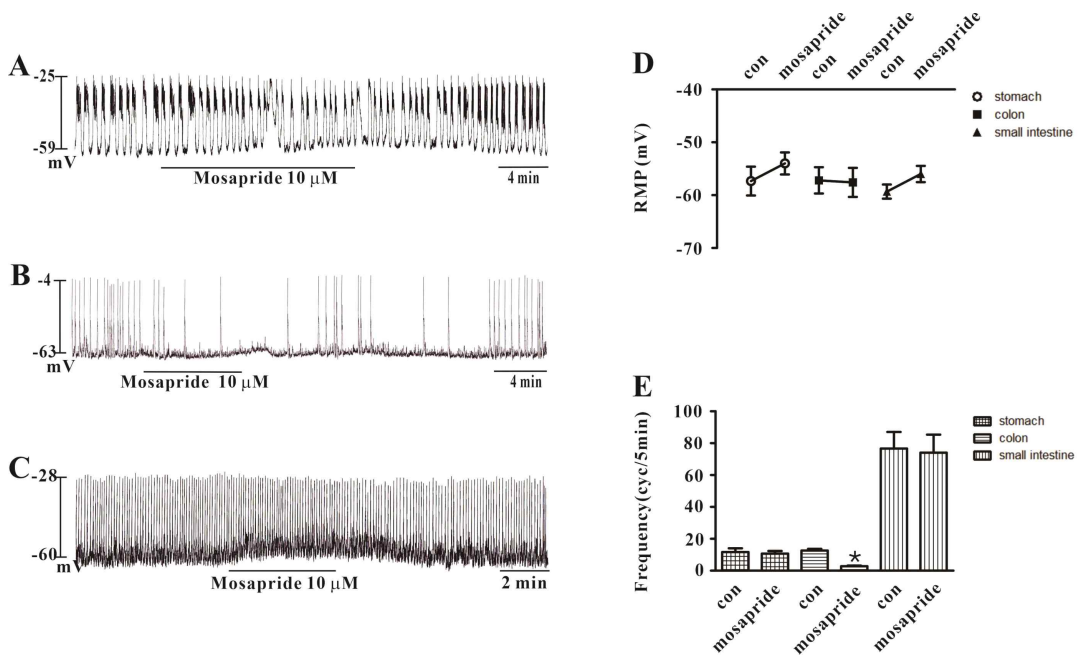 A
-25
-59
mV
Mosapride 10 μM
4 min
B
-4
-63
mV
Mosapride 10 μM
4 min
C
-28
-60
mV
Mosapride 10 μM
2 min
D
con
mosapride
con
mosapride
con
mosapride
RMP (mV)
-40
-50
-60
-70
stomach
colon
small intestine
E
Frequency(cyc/5min)
100
80
60
40
20
0
*
con
mosapride
con
mosapride
con
mosapride
stomach
colon
small intestine